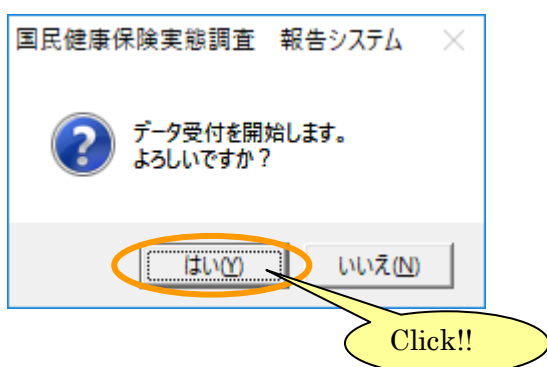 国民健康保険実態調査　報告システム
データ受付を開始します。
よろしいですか？
はい(Y)
いいえ(N)
Click!!